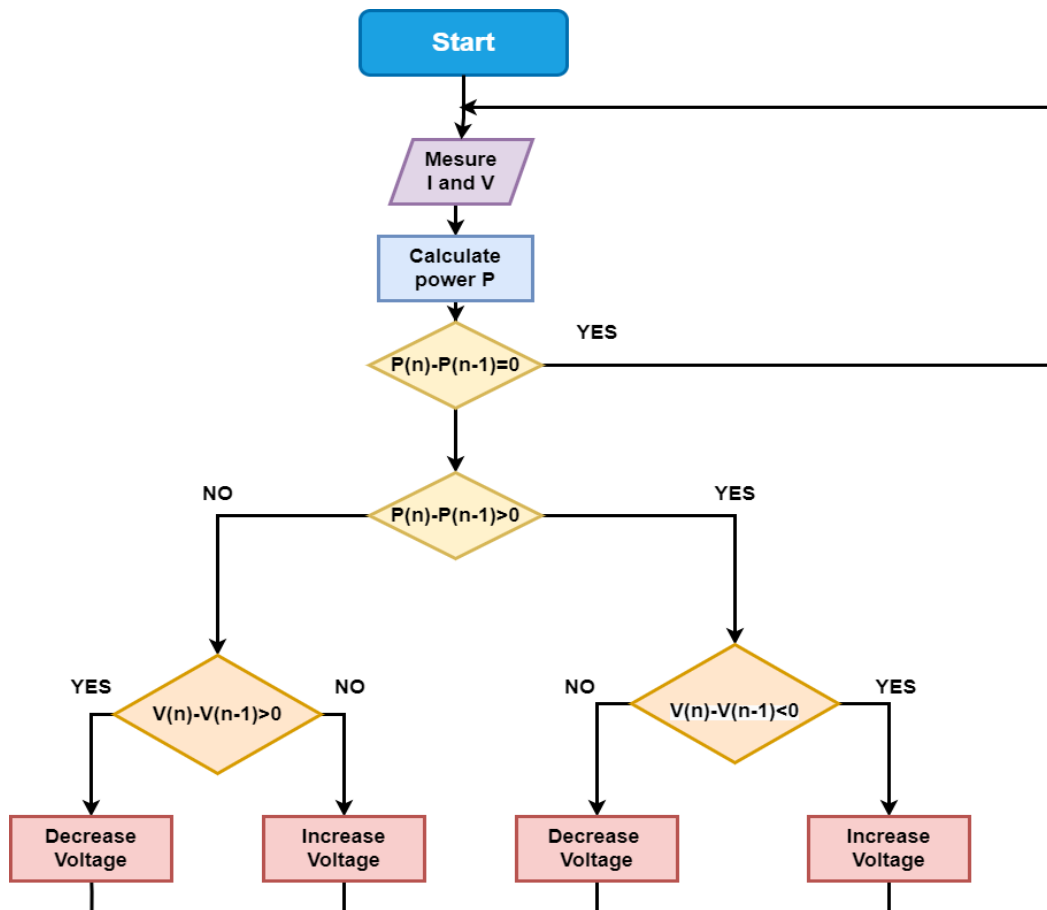 Start
Mesure
I and V
Calculate
power P
YES
P(n)-P(n-1)=0
NO
YES
P(n)-P(n-1)>0
YES
NO
V(n)-V(n-1)>0
NO
YES
V(n)-V(n-1)<0
Decrease
Voltage
Increase
Voltage
Decrease
Voltage
Increase
Voltage